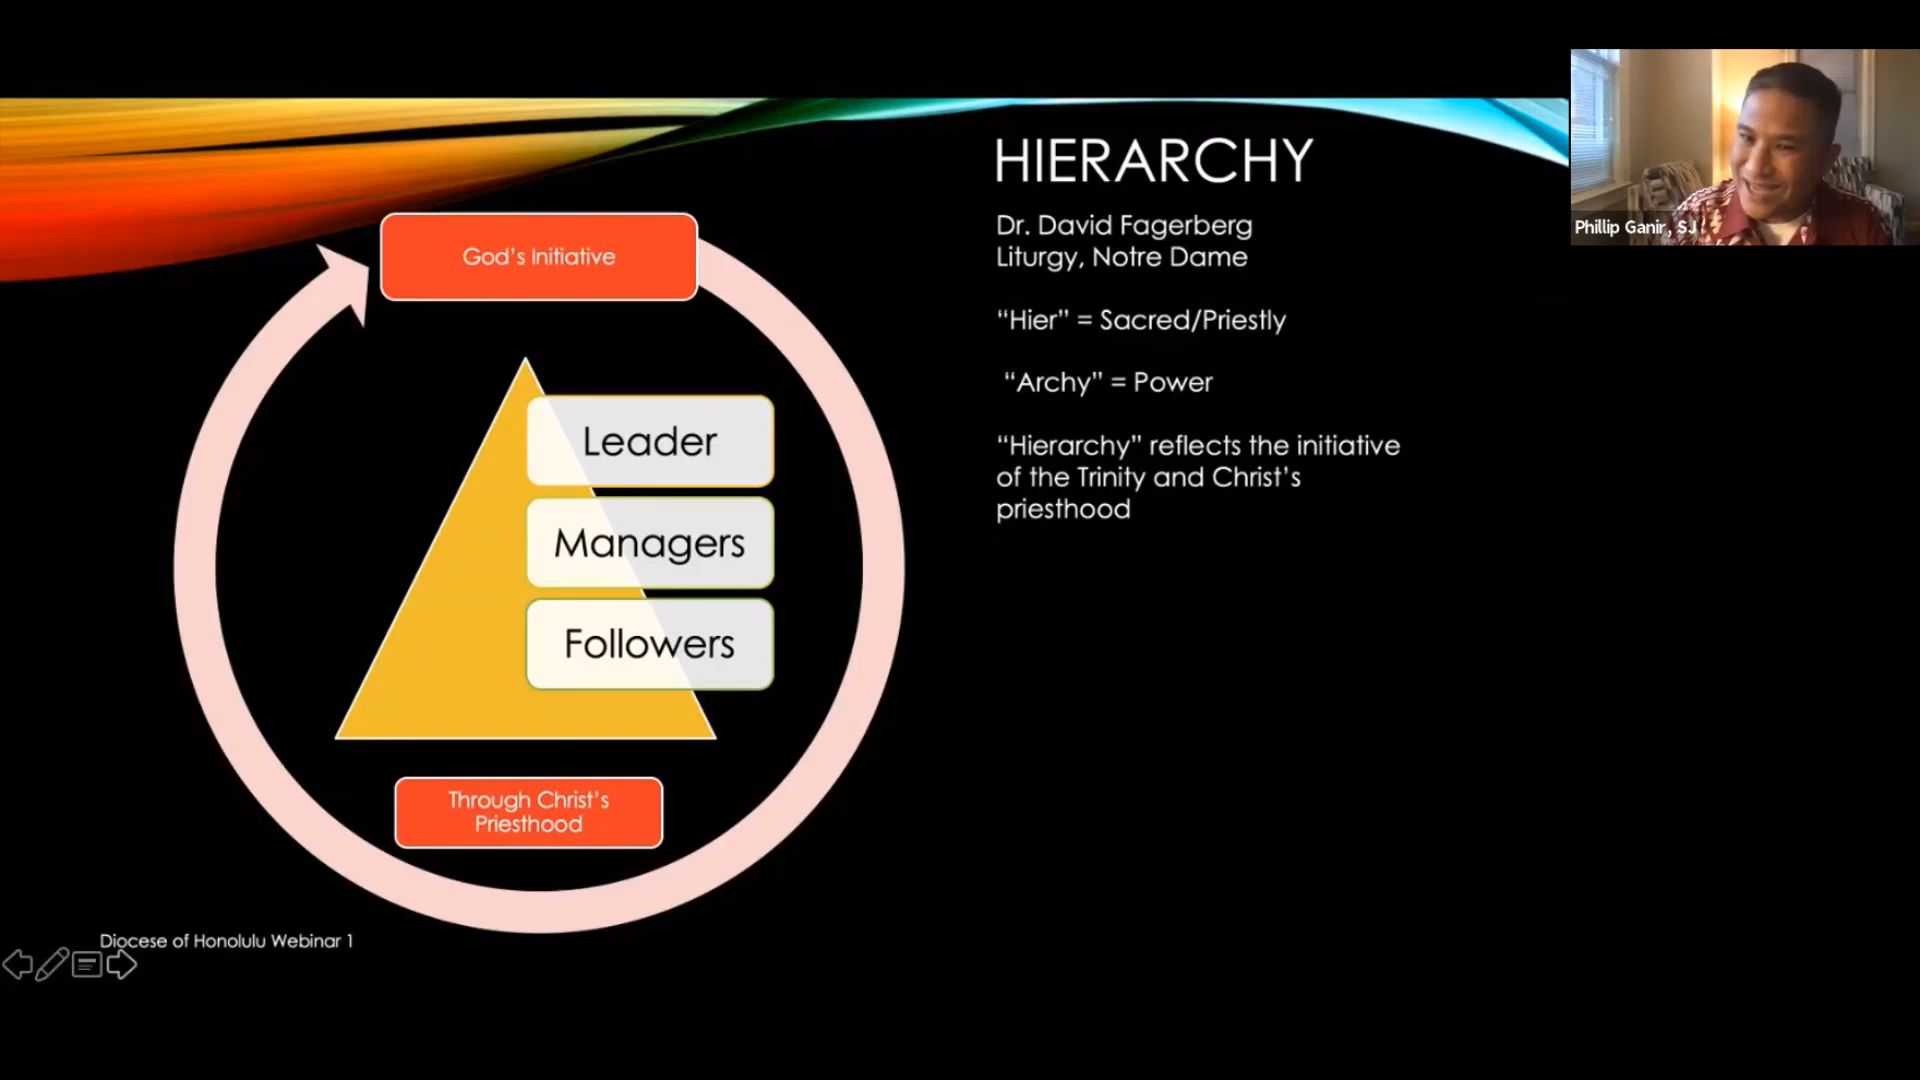 HIERARCHY
Dr. David Fagerberg
Liturgy, Notre Dame
“Hier” = Sacred/Priestly
“Archy” = Power
“Hierarchy” reflects the initiative
of the Trinity and Christ’s
priesthood
God’s Initiative
Leader
Managers
Followers
Through Christ’s
Priesthood
Diocese of Honolulu Webinar 1
Phillip Ganir, SJ